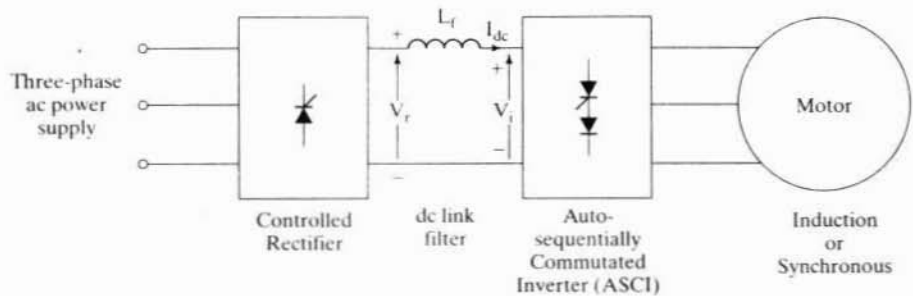 Three-phase
ac power
supply
+
L_f
I_dc
+
V_r
V_i
−
−
Motor
Controlled
Rectifier
dc link
filter
Auto-
sequentially
Commutated
Inverter (ASCI)
Induction
or
Synchronous